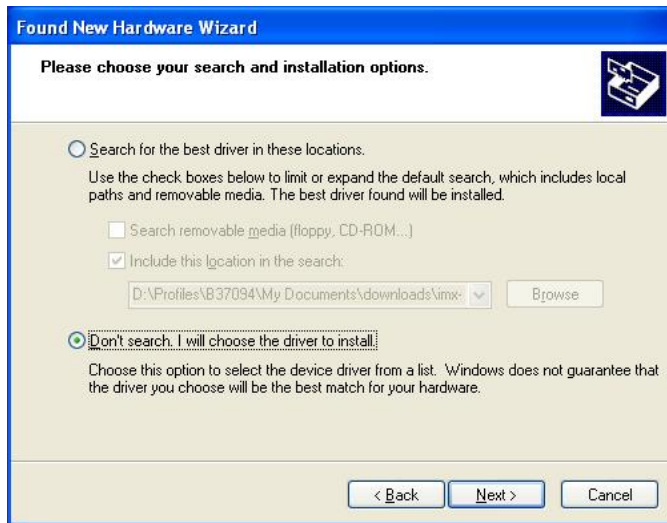 Found New Hardware Wizard
Please choose your search and installation options.
Search for the best driver in these locations.
Use the check boxes below to limit or expand the default search, which includes local
paths and removable media. The best driver found will be installed.
Search removable media (floppy, CD-ROM...)
Include this location in the search:
D:\Profiles\B37094\My Documents\downloads\imx-
Browse
Don't search. I will choose the driver to install.
Choose this option to select the device driver from a list. Windows does not guarantee that
the driver you choose will be the best match for your hardware.
< Back
Next >
Cancel